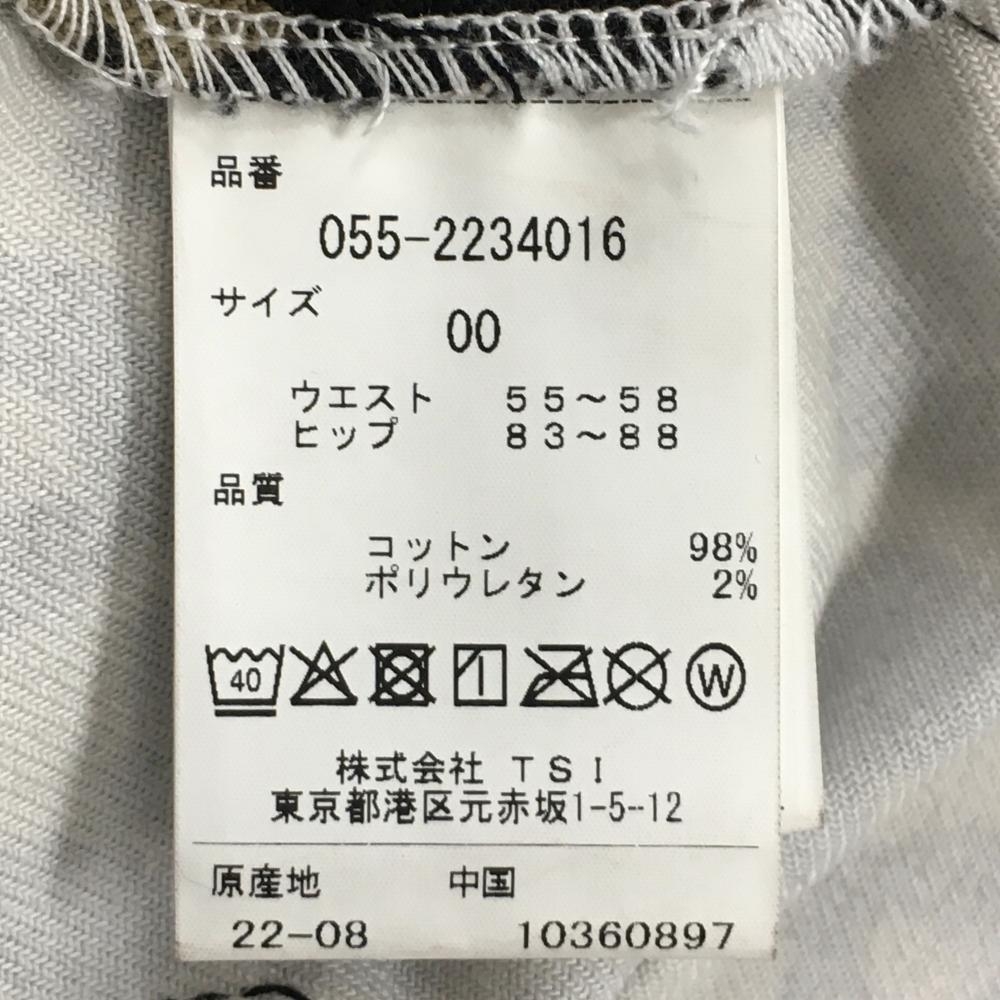 品番
055-2234016
サイズ
00
ウエスト 55～58
ヒップ 83～88
品質
コットン 98%
ポリウレタン 2%
40 W
株式会社 TSI
東京都港区元赤坂1-5-12
原産地 中国
22-08 10360897